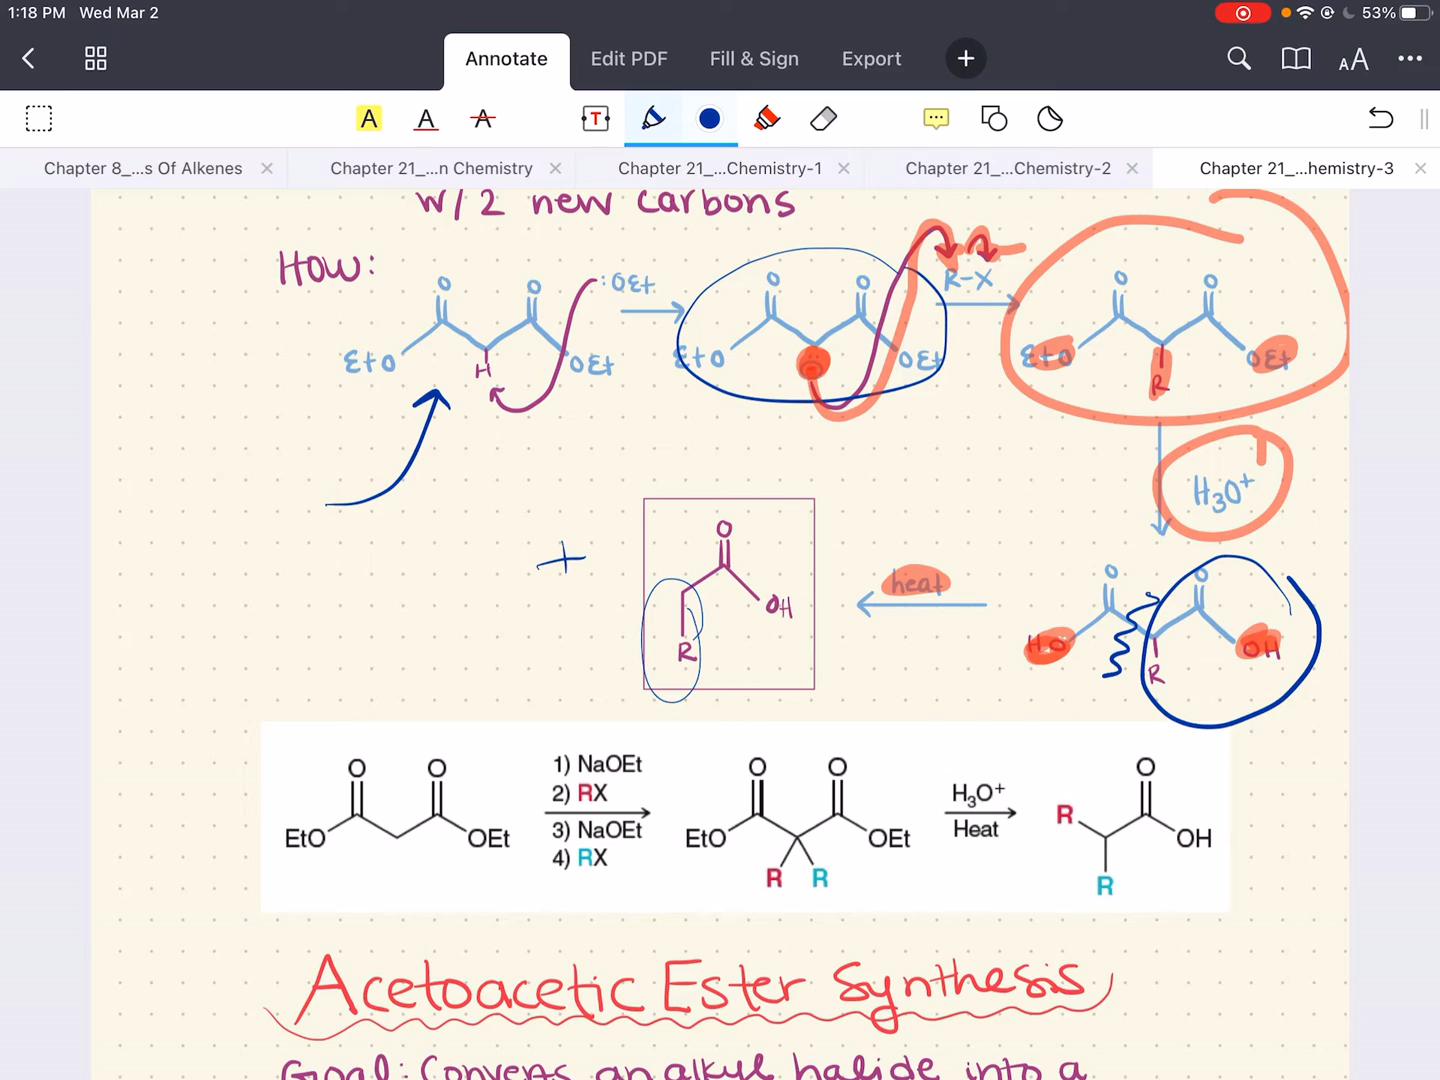 1:18 PM Wed Mar 2 53%
Annotate Edit PDF Fill & Sign Export
Chapter 8_...s Of Alkenes Chapter 21_...n Chemistry Chapter 21_...Chemistry-1 Chapter 21_...Chemistry-2 Chapter 21_...hemistry-3
w/ 2 new carbons
How:
O O :OEt O O R-X O O
EtO H OEt EtO OEt EtO R OEt
H₃O⁺
+ O OH R heat O O HO R OH
O O 1) NaOEt O O H₃O⁺ O
2) RX
EtO OEt 3) NaOEt EtO OEt Heat R OH
4) RX R R R
Acetoacetic Ester Synthesis
Goal: Convert an alkyl halide into a